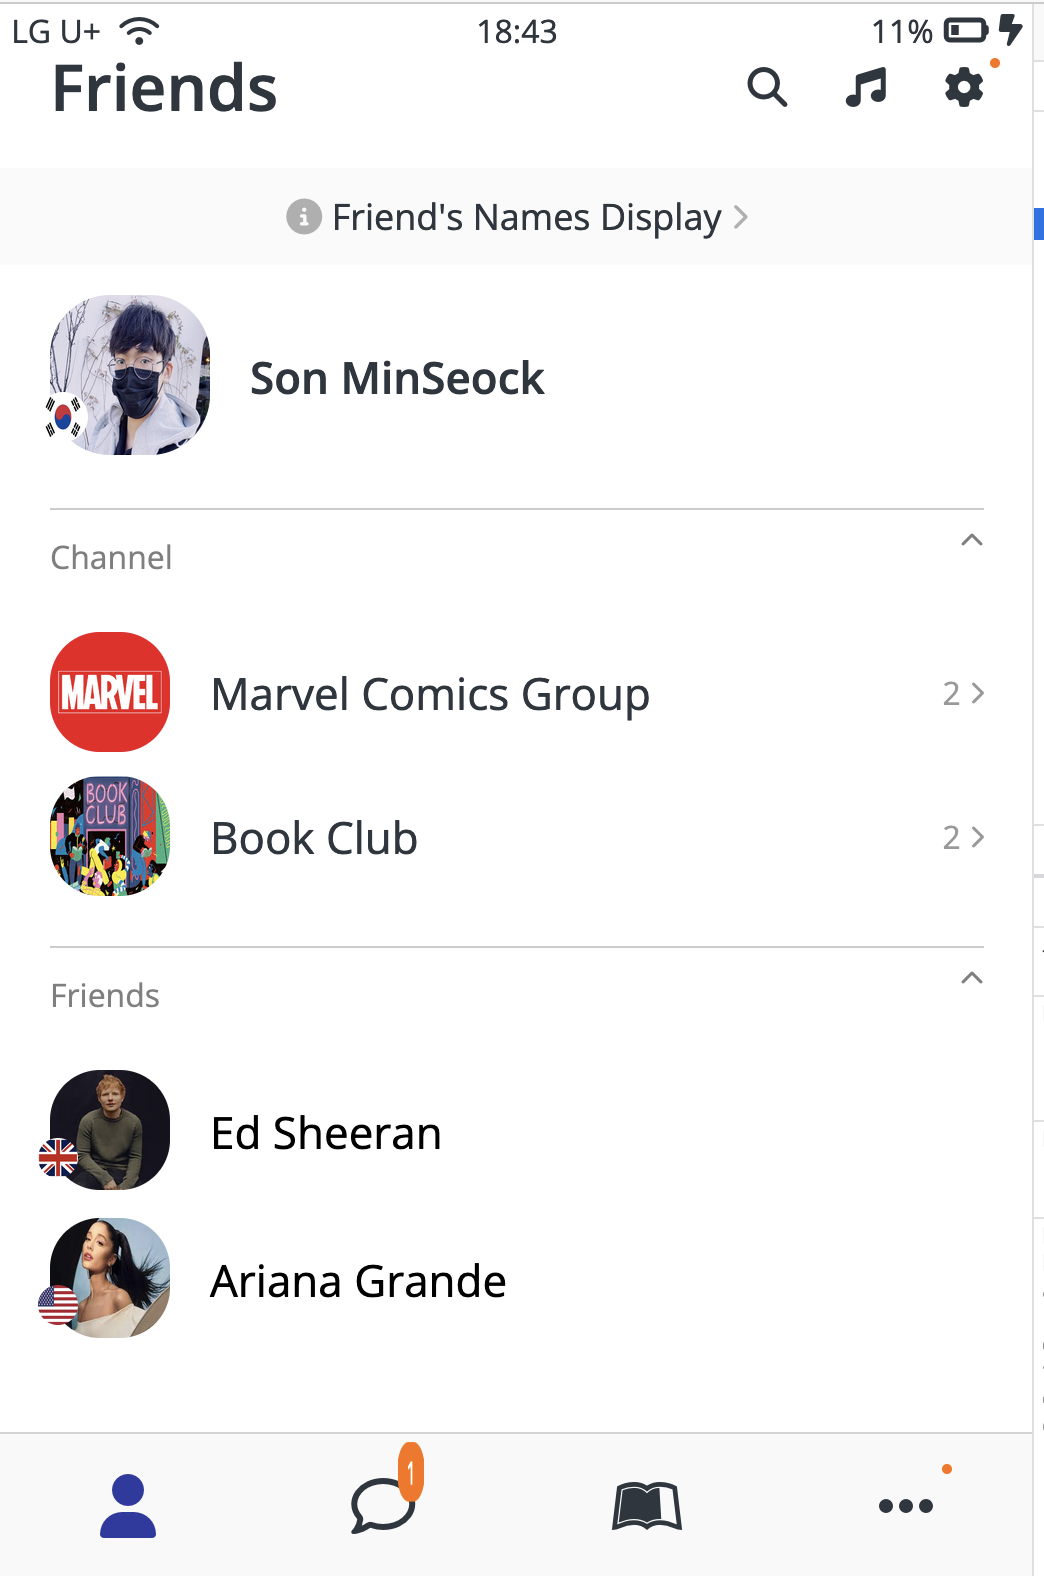 LG U+ 18:43 11%
Friends
Friend's Names Display
Son MinSeock
Channel
MARVEL
Marvel Comics Group 2
BOOK
CLUB
Book Club 2
Friends
Ed Sheeran
Ariana Grande
1